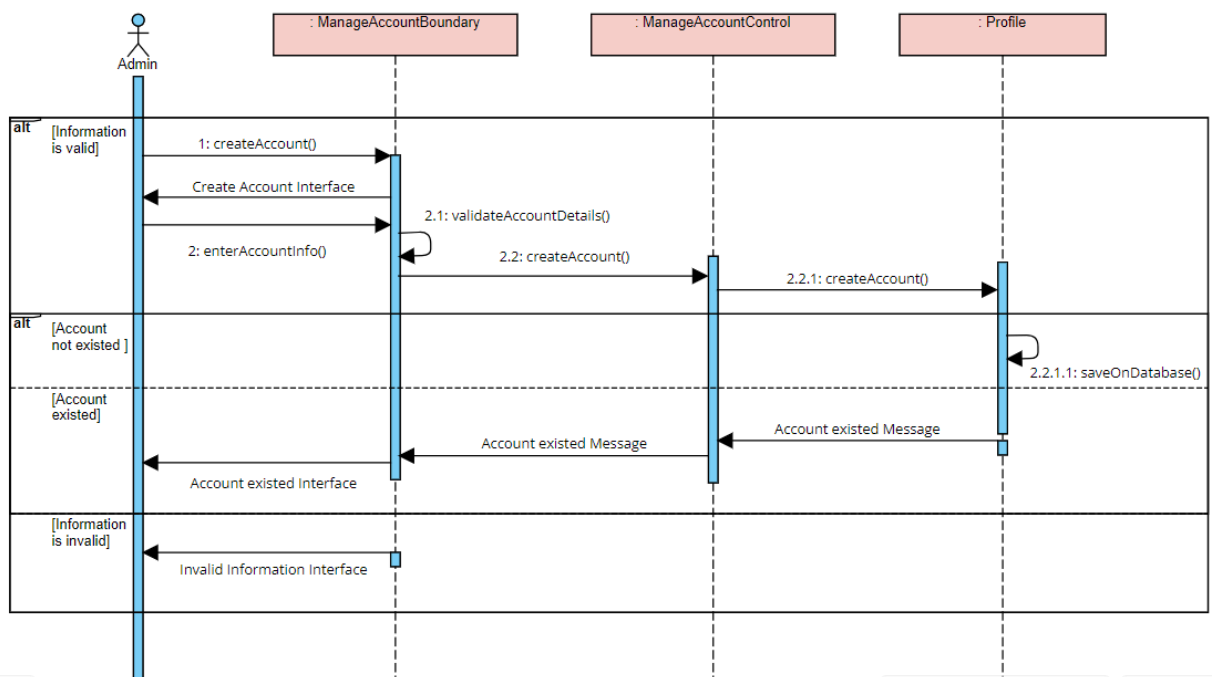 : ManageAccountBoundary
: ManageAccountControl
: Profile
Admin
alt
[Information
is valid]
1: createAccount()
Create Account Interface
2.1: validateAccountDetails()
2: enterAccountInfo()
2.2: createAccount()
2.2.1: createAccount()
alt
[Account
not existed ]
2.2.1.1: saveOnDatabase()
[Account
existed]
Account existed Message
Account existed Message
Account existed Interface
[Information
is invalid]
Invalid Information Interface